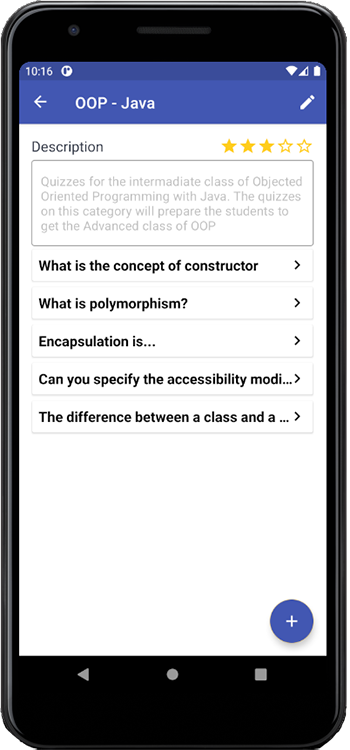 10:16
OOP - Java
Description
Quizzes for the intermadiate class of Objected
Oriented Programming with Java. The quizzes
on this category will prepare the students to
get the Advanced class of OOP
What is the concept of constructor
What is polymorphism?
Encapsulation is...
Can you specify the accessibility modi...
The difference between a class and a ...